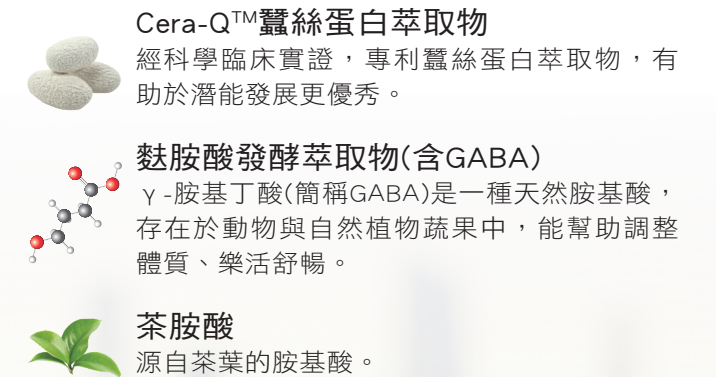 Cera-Q™蠶絲蛋白萃取物
經科學臨床實證，專利蠶絲蛋白萃取物，有
助於潛能發展更優秀。
麩胺酸發酵萃取物(含GABA)
γ-胺基丁酸(簡稱GABA)是一種天然胺基酸，
存在於動物與自然植物蔬果中，能幫助調整
體質、樂活舒暢。
茶胺酸
源自茶葉的胺基酸。